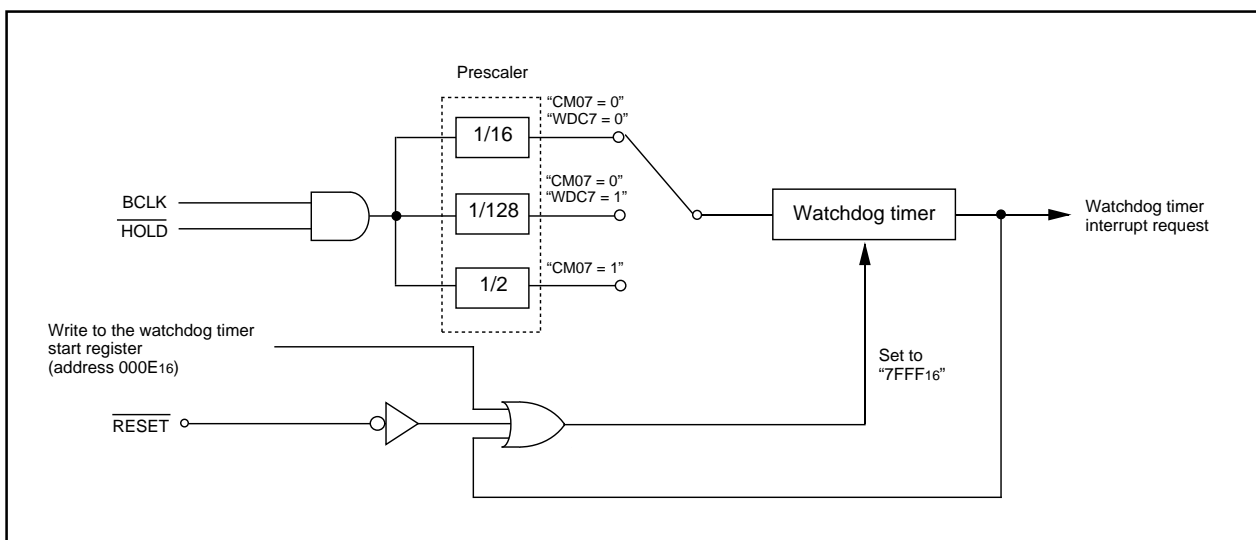 Prescaler
“CM07 = 0”
“WDC7 = 0”
1/16
“CM07 = 0”
“WDC7 = 1”
1/128
BCLK
HOLD
Watchdog timer
Watchdog timer
interrupt request
“CM07 = 1”
1/2
Write to the watchdog timer
start register
(address 000E16)
Set to
“7FFF16”
RESET